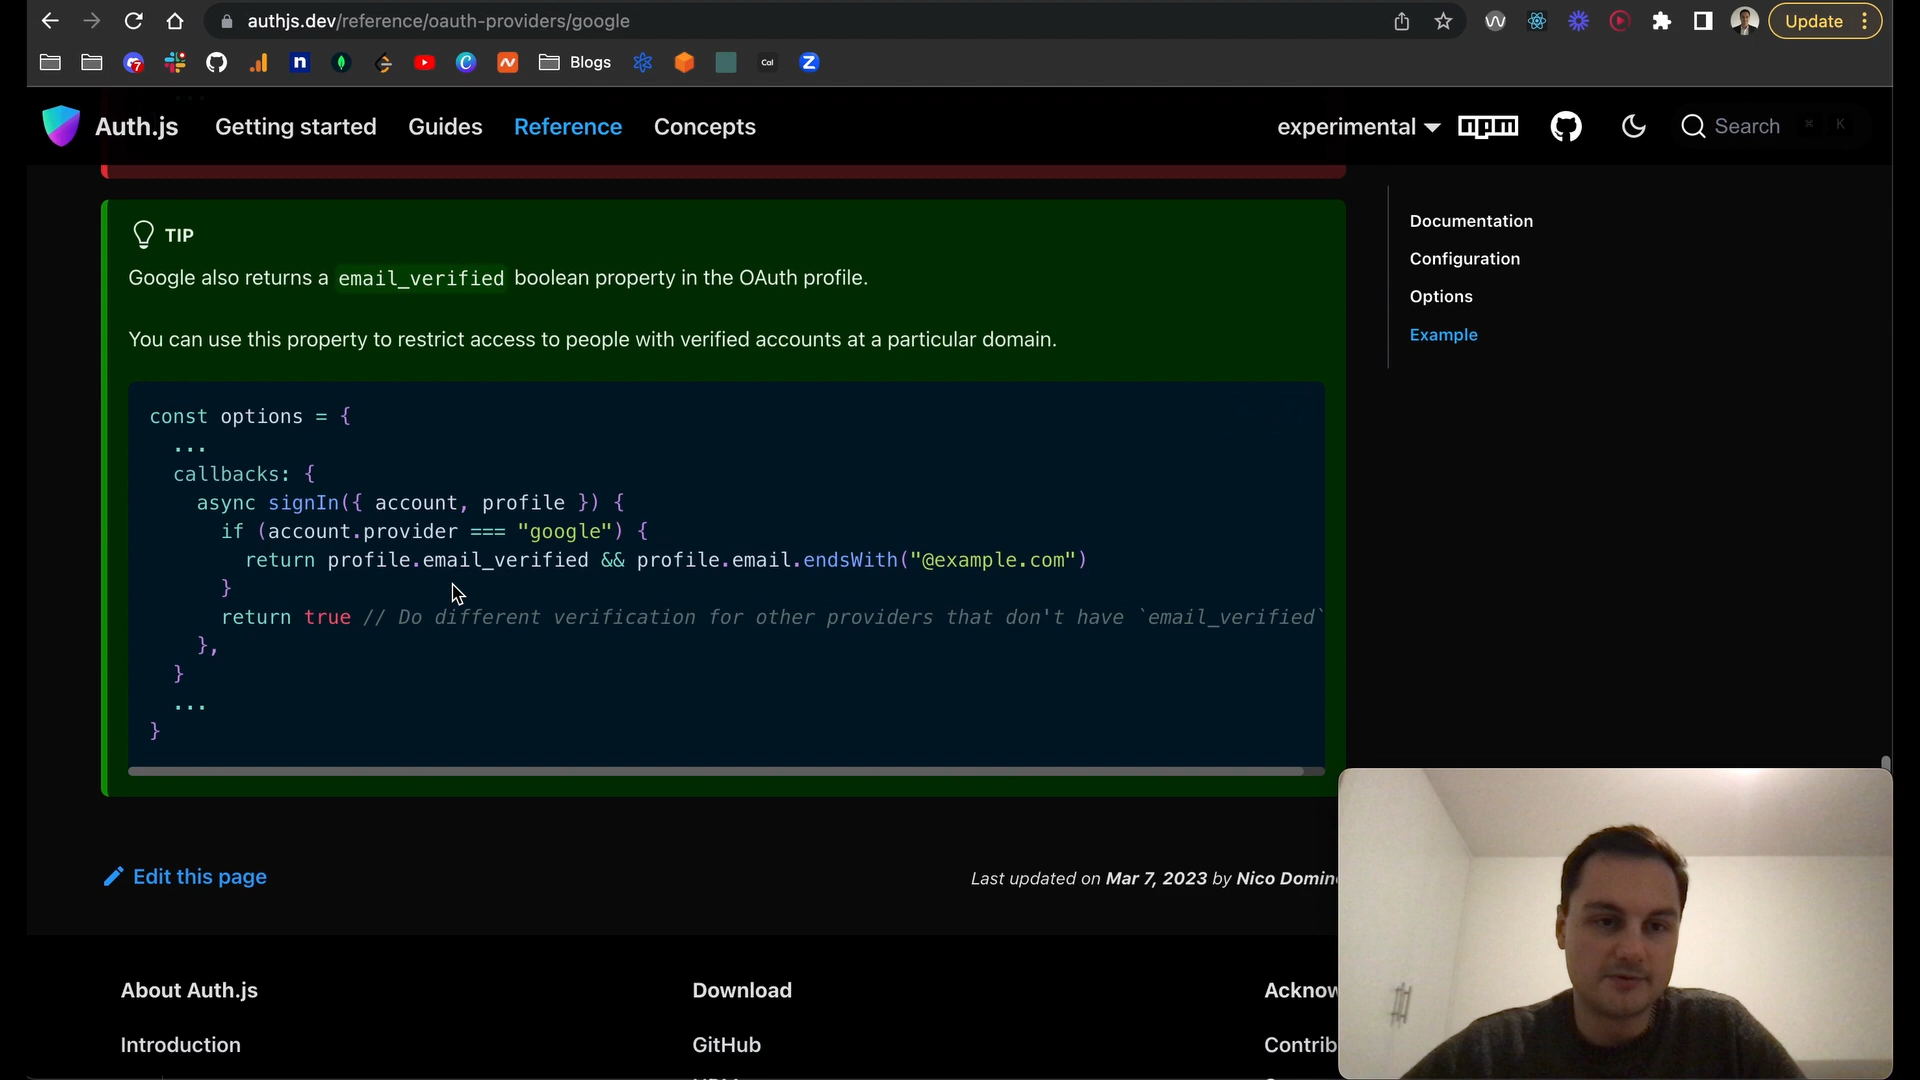 authjs.dev/reference/oauth-providers/google
Update
7
Blogs
Cal
Auth.js
Getting started
Guides
Reference
Concepts
experimental
npm
Search
⌘ K
TIP
Google also returns a email_verified boolean property in the OAuth profile.
You can use this property to restrict access to people with verified accounts at a particular domain.
const options = {
...
callbacks: {
async signIn({ account, profile }) {
if (account.provider === "google") {
return profile.email_verified && profile.email.endsWith("@example.com")
}
return true // Do different verification for other providers that don't have `email_verified`
},
}
...
}
Documentation
Configuration
Options
Example
Edit this page
Last updated on Mar 7, 2023 by Nico Domin
About Auth.js
Download
Acknow
Introduction
GitHub
Contrib